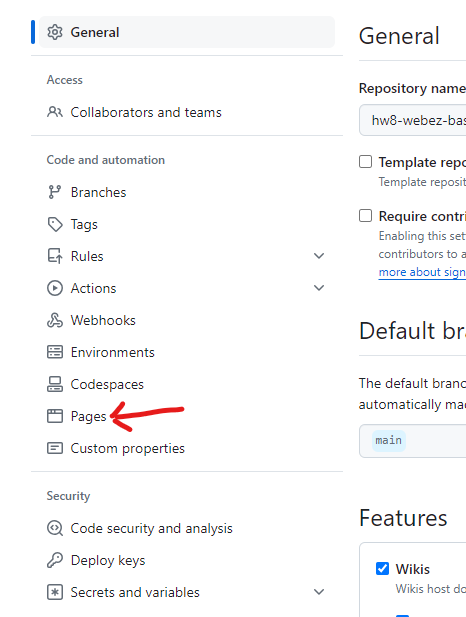 General
Access
Collaborators and teams
Code and automation
Branches
Tags
Rules
Actions
Webhooks
Environments
Codespaces
Pages
Custom properties
Security
Code security and analysis
Deploy keys
Secrets and variables
General
Repository name
hw8-webez-bas
Template repo
Template reposit
Require contri
Enabling this set
contributors to a
more about sign
Default bra
The default branc
automatically mac
main
Features
Wikis
Wikis host do